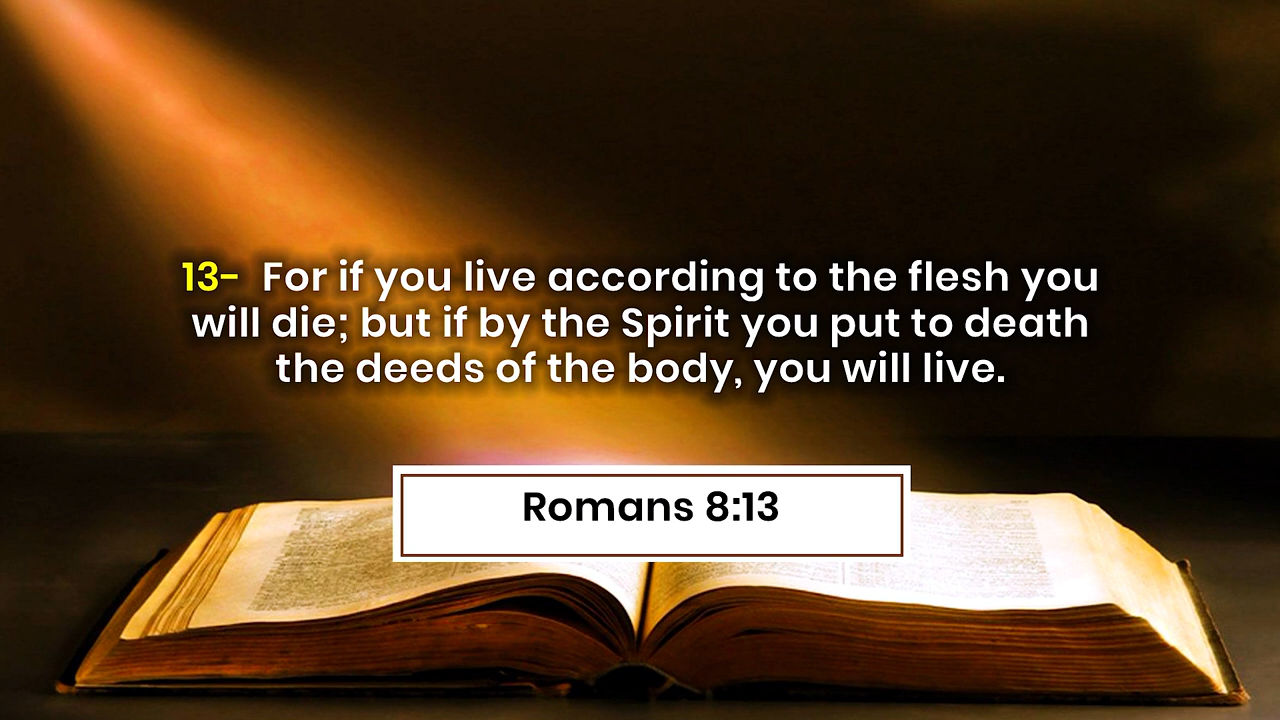 13- For if you live according to the flesh you
will die; but if by the Spirit you put to death
the deeds of the body, you will live.
Romans 8:13